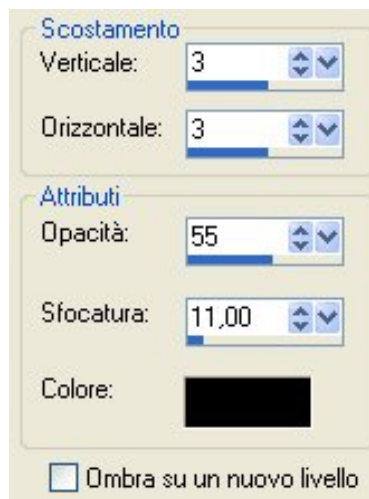 Scostamento
Verticale: 3
Orizzontale: 3
Attributi
Opacità: 55
Sfocatura: 11,00
Colore:
Ombra su un nuovo livello